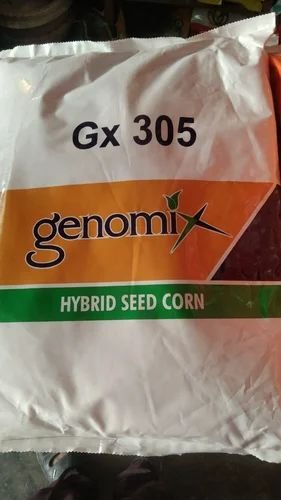 Gx 305
genomix
HYBRID SEED CORN